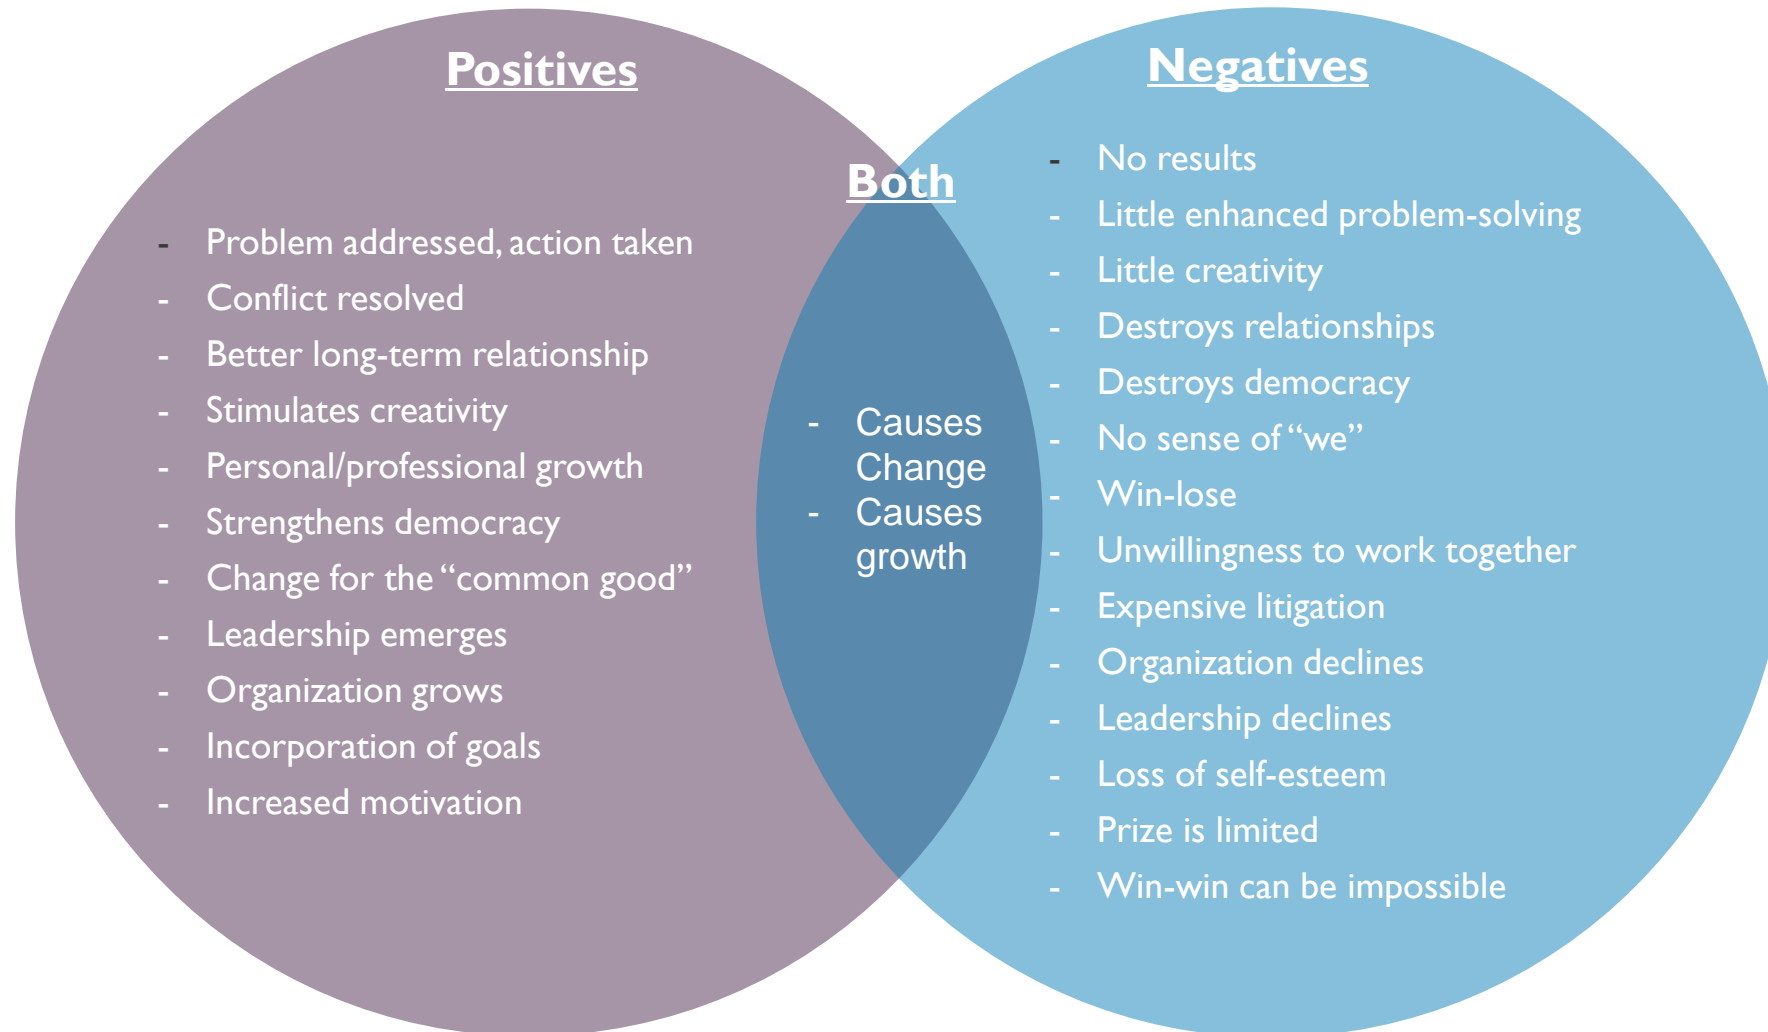 Positives
- Problem addressed, action taken
- Conflict resolved
- Better long-term relationship
- Stimulates creativity
- Personal/professional growth
- Strengthens democracy
- Change for the “common good”
- Leadership emerges
- Organization grows
- Incorporation of goals
- Increased motivation
Both
- Causes
Change
- Causes
growth
Negatives
- No results
- Little enhanced problem-solving
- Little creativity
- Destroys relationships
- Destroys democracy
- No sense of “we”
- Win-lose
- Unwillingness to work together
- Expensive litigation
- Organization declines
- Leadership declines
- Loss of self-esteem
- Prize is limited
- Win-win can be impossible